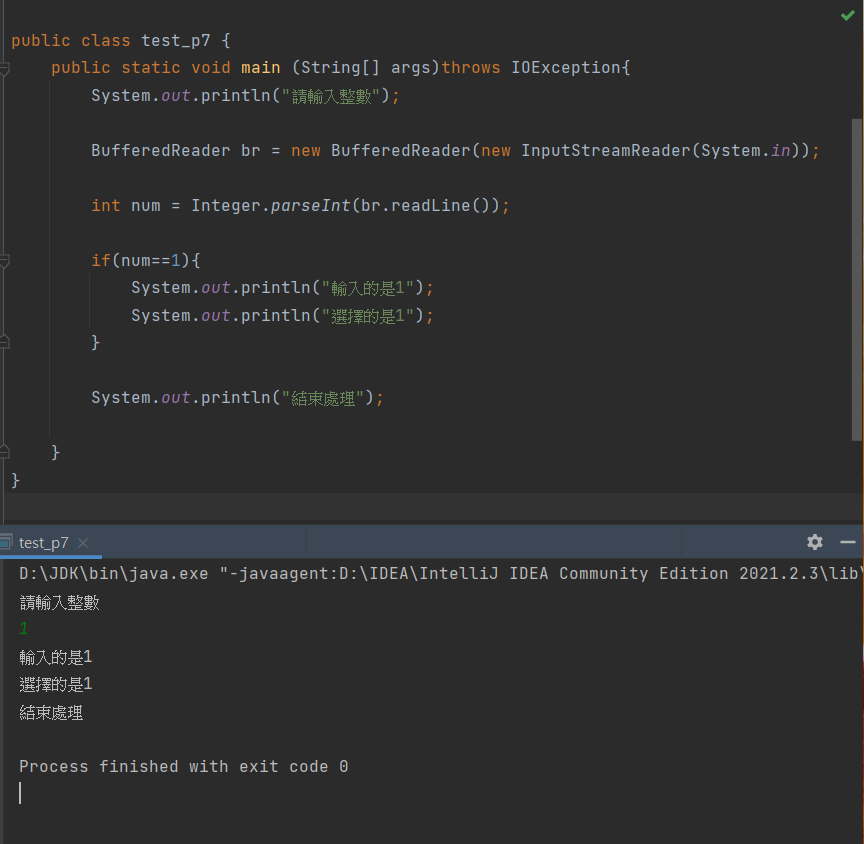 public class test_p7 {
public static void main (String[] args)throws IOException{
System.out.println("請輸入整數");
BufferedReader br = new BufferedReader(new InputStreamReader(System.in));
int num = Integer.parseInt(br.readLine());
if(num==1){
System.out.println("輸入的是1");
System.out.println("選擇的是1");
}
System.out.println("結束處理");
}
}
test_p7
D:\JDK\bin\java.exe "-javaagent:D:\IDEA\IntelliJ IDEA Community Edition 2021.2.3\lib\
請輸入整數
1
輸入的是1
選擇的是1
結束處理
Process finished with exit code 0